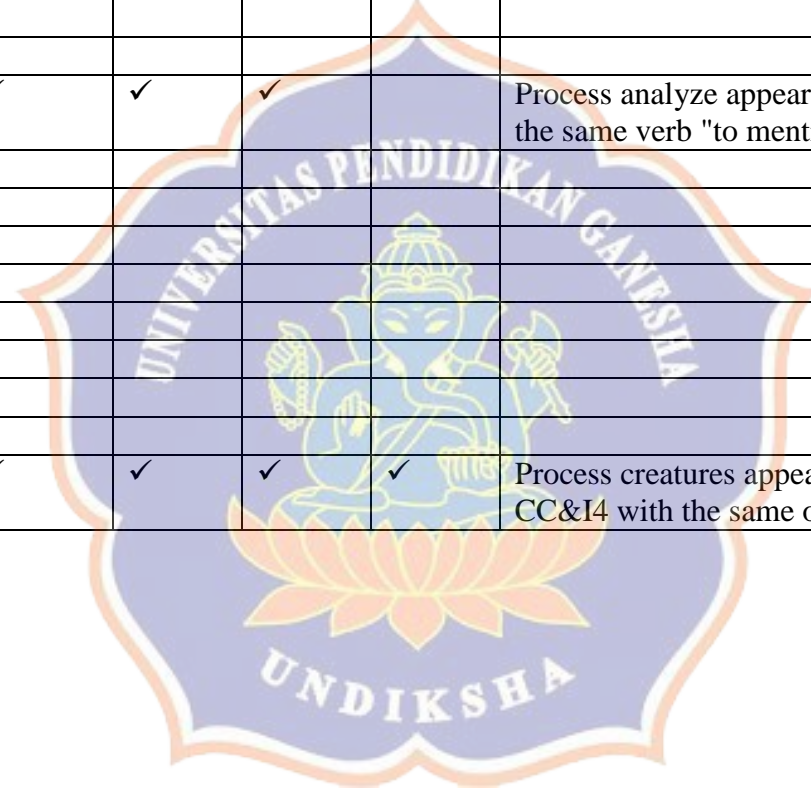 ✓ ✓ Process analyze appear
the same verb "to ment
UNIVERSITAS PENDIDIKAN GANESHA
✓ ✓ ✓ Process creatures appea
CC&I4 with the same
UNDIKSHA